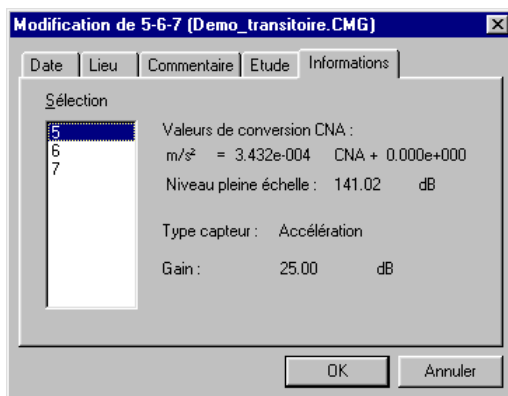 Modification de 5-6-7 (Demo_transitoire.CMG)
Date Lieu Commentaire Etude Informations
Sélection
5
6
7
Valeurs de conversion CNA :
m/s² = 3.432e-004 CNA + 0.000e+000
Niveau pleine échelle : 141.02 dB
Type capteur : Accélération
Gain : 25.00 dB
OK Annuler